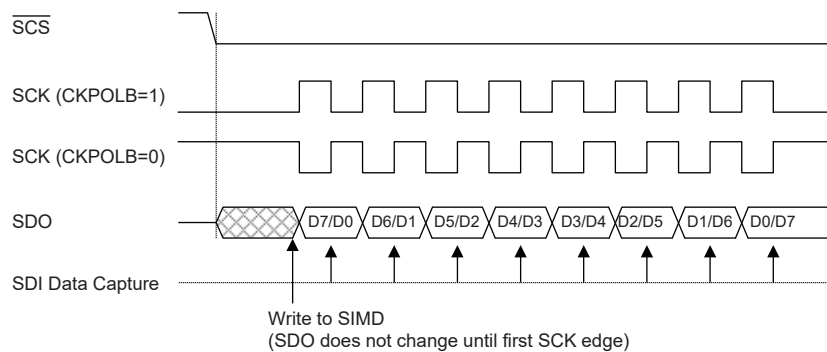 SCS
SCK (CKPOLB=1)
SCK (CKPOLB=0)
SDO
D7/D0 D6/D1 D5/D2 D4/D3 D3/D4 D2/D5 D1/D6 D0/D7
SDI Data Capture
Write to SIMD
(SDO does not change until first SCK edge)